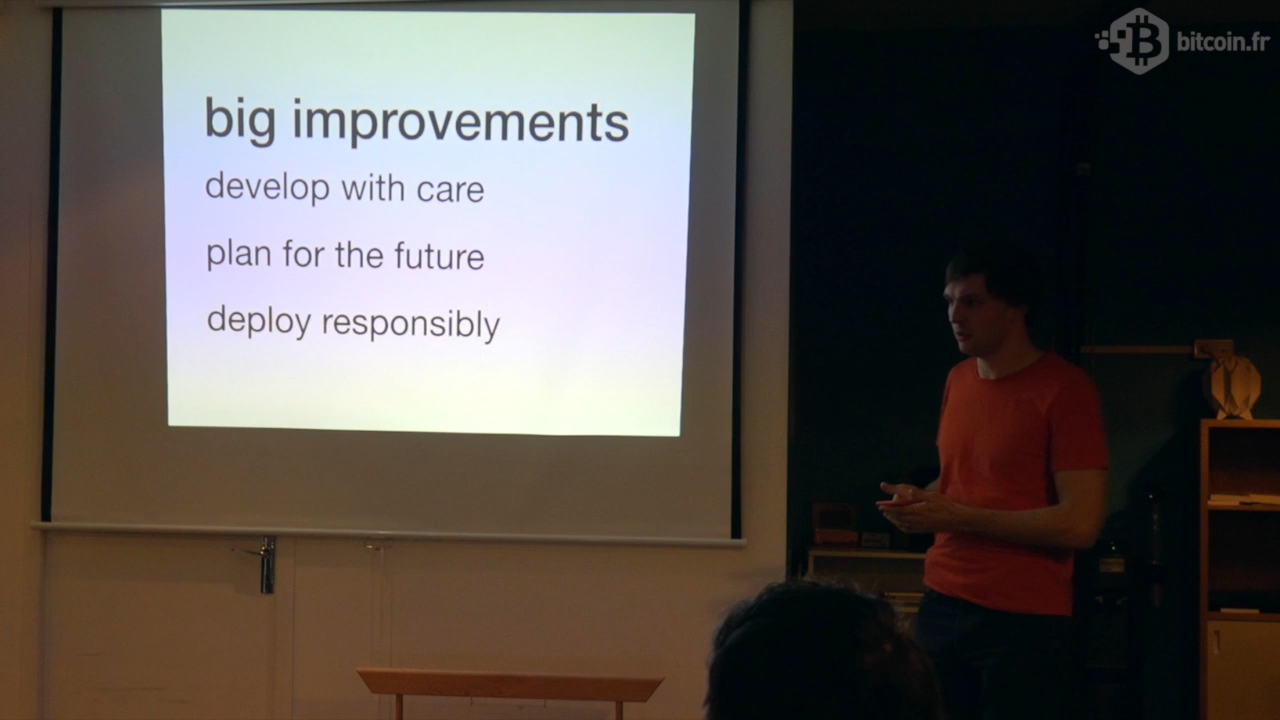 big improvements
develop with care
plan for the future
deploy responsibly
bitcoin.fr